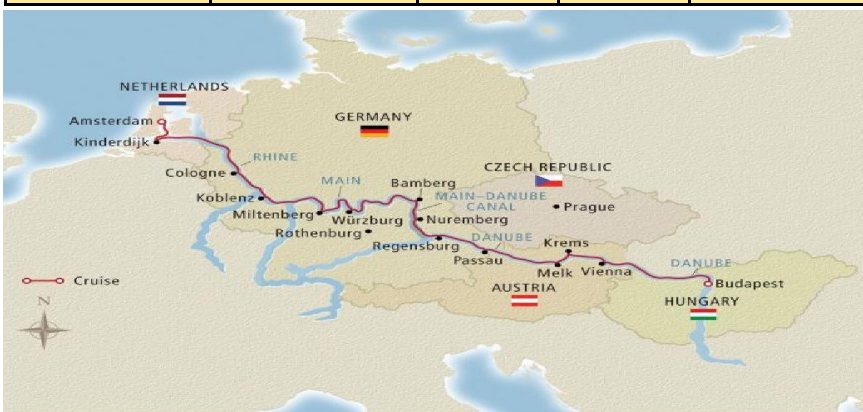 NETHERLANDS
Amsterdam
GERMANY
Kinderdijk
RHINE
Cologne
CZECH REPUBLIC
MAIN
Bamberg
Koblenz
MAIN–DANUBE
CANAL
Prague
Miltenberg
Würzburg
Nuremberg
Rothenburg
DANUBE
Regensburg
Krems
Passau
DANUBE
Melk
Vienna
Cruise
Budapest
AUSTRIA
N
HUNGARY